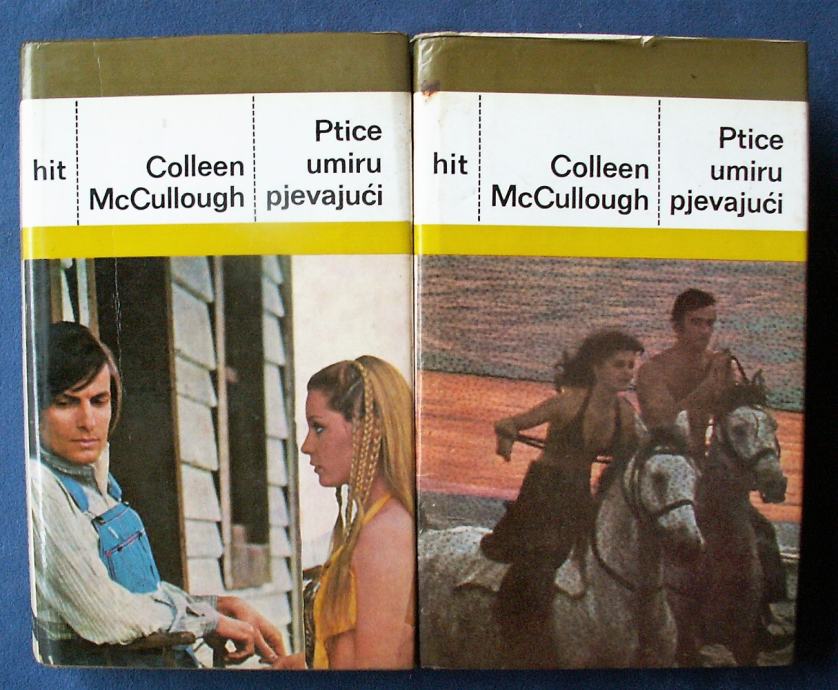 hit
Colleen
McCullough
Ptice
umiru
pjevajući
hit
Colleen
McCullough
Ptice
umiru
pjevajući